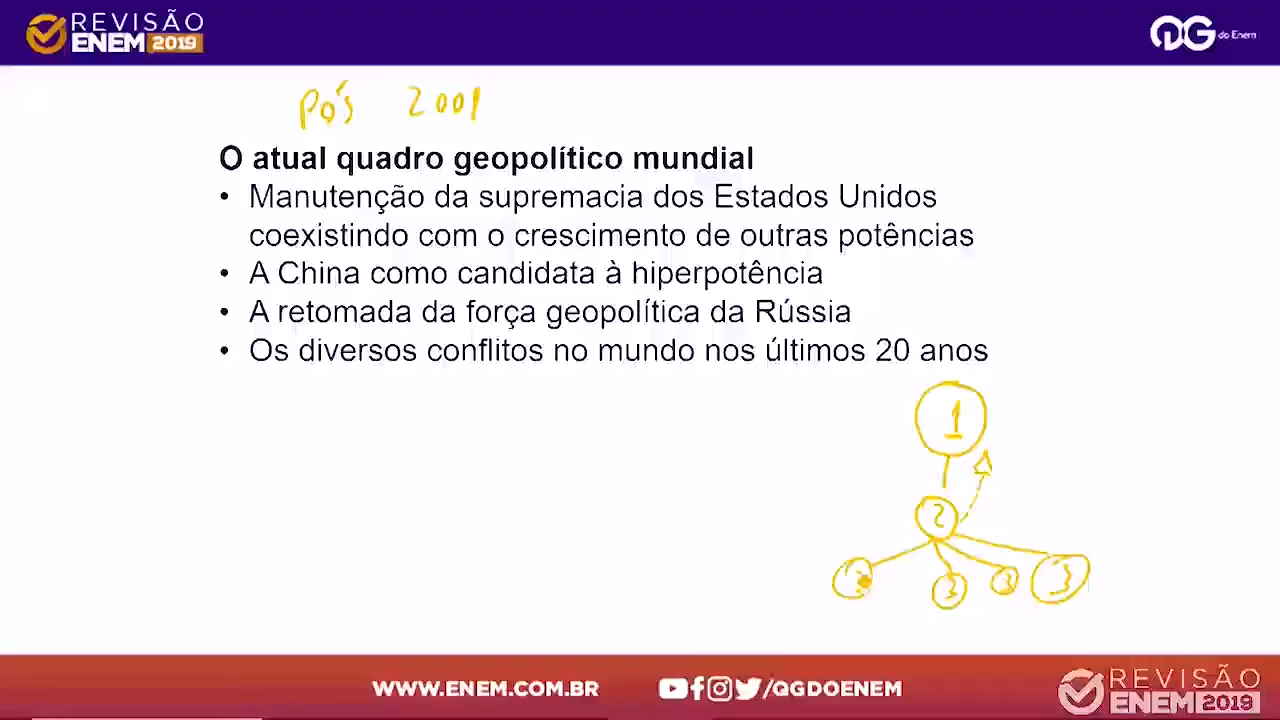 REVISÃO
ENEM 2019
QG do Enem
Pós 2001
O atual quadro geopolítico mundial
• Manutenção da supremacia dos Estados Unidos
coexistindo com o crescimento de outras potências
• A China como candidata à hiperpotência
• A retomada da força geopolítica da Rússia
• Os diversos conflitos no mundo nos últimos 20 anos
1
2
3 3 3
WWW.ENEM.COM.BR
/QGDOENEM
REVISÃO
ENEM 2019